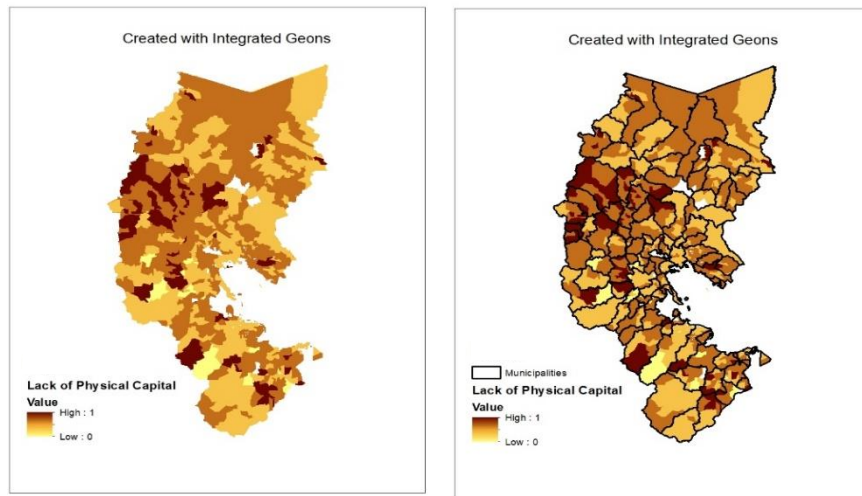 Created with Integrated Geons
Lack of Physical Capital
Value
High : 1
Low : 0
Created with Integrated Geons
Municipalities
Lack of Physical Capital
Value
High : 1
Low : 0